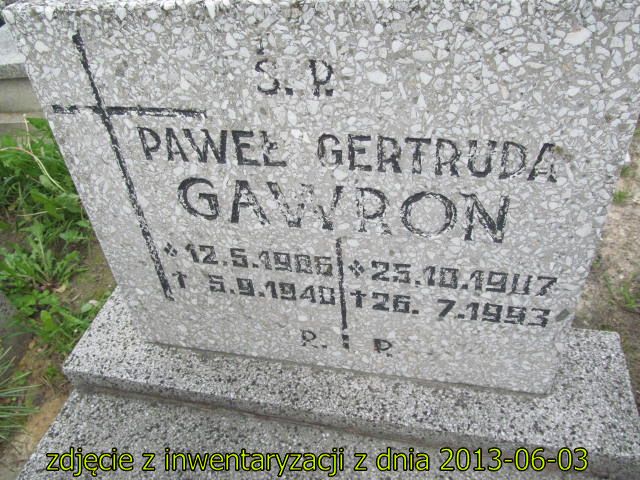 Ś. P.
PAWEŁ GERTRUDA
GAWRON
* 12.5.1906 * 25.10.1907
† 5.9.1940 † 26. 7.1993
R. I P.
zdjęcie z inwentaryzacji z dnia 2013-06-03